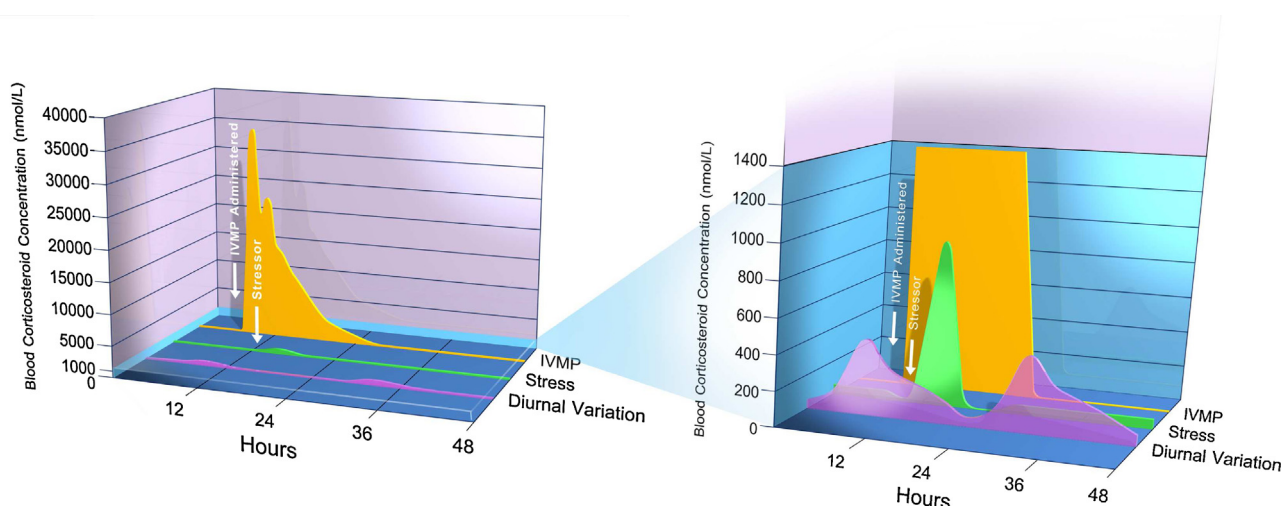 Blood Corticosteroid Concentration (nmol/L)
40000
35000
30000
25000
20000
15000
10000
5000
1000
0
IVMP Administered
Stressor
12
24
36
48
Hours
IVMP
Stress
Diurnal Variation
Blood Corticosteroid Concentration (nmol/L)
1400
1200
1000
800
600
400
200
0
IVMP Administered
Stressor
12
24
36
48
Hours
IVMP
Stress
Diurnal Variation